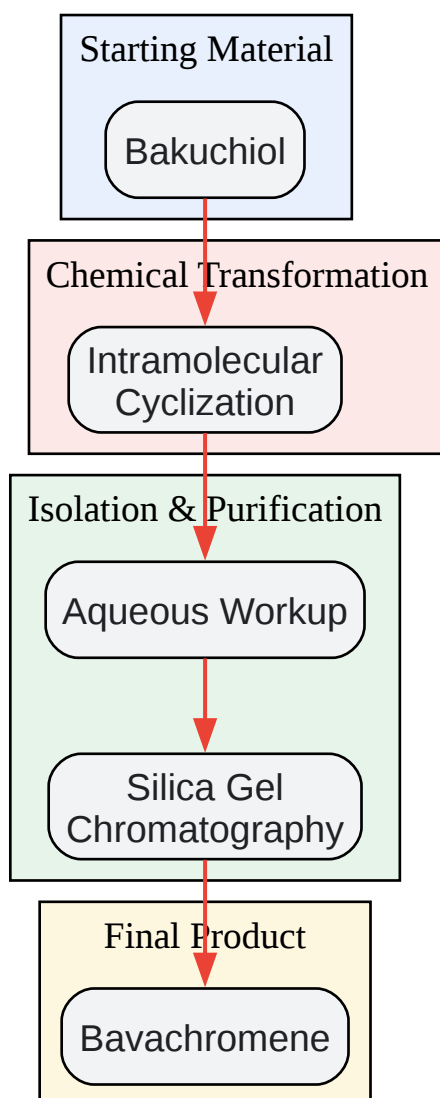 Starting Material
Bakuchiol
Chemical Transformation
Intramolecular
Cyclization
Isolation & Purification
Aqueous Workup
Silica Gel
Chromatography
Final Product
Bavachromene